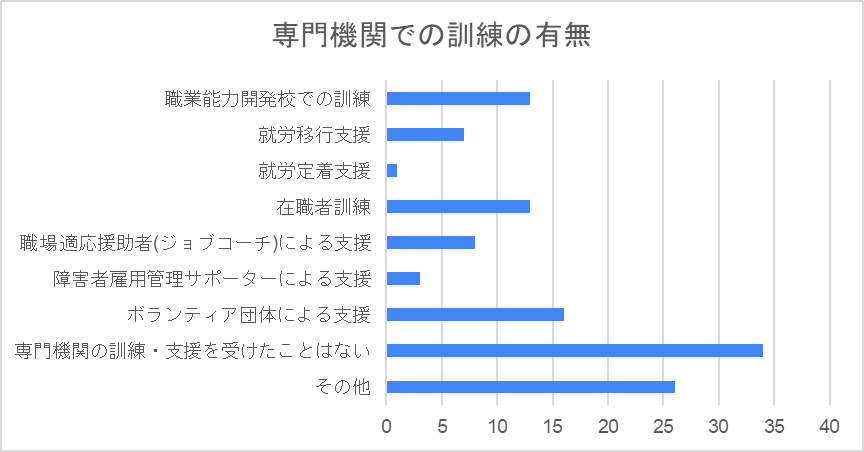 専門機関での訓練の有無
職業能力開発校での訓練
就労移行支援
就労定着支援
在職者訓練
職場適応援助者(ジョブコーチ)による支援
障害者雇用管理サポーターによる支援
ボランティア団体による支援
専門機関の訓練・支援を受けたことはない
その他
0 5 10 15 20 25 30 35 40